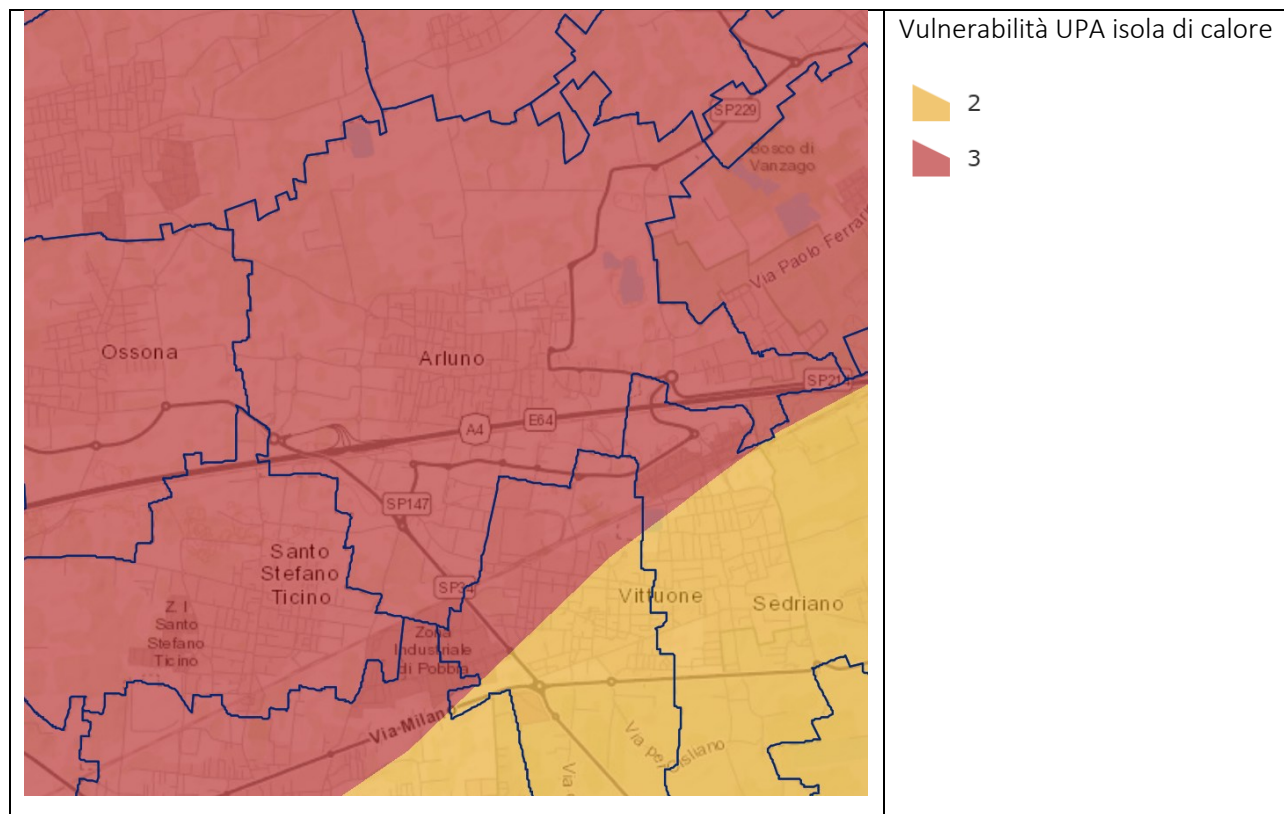 Vulnerabilità UPA isola di calore
2
3
SP229
Bosco di
Vanzago
Via Paolo Ferrari
Ossona
Arluno
SP214
E64
A4
SP147
Santo
Stefano
Ticino
SP34
Vittuone
Sedriano
Z I
Santo
Stefano
Ticino
Zona
Industriale
di Pobbia
Via Milano
Via per Cisliano